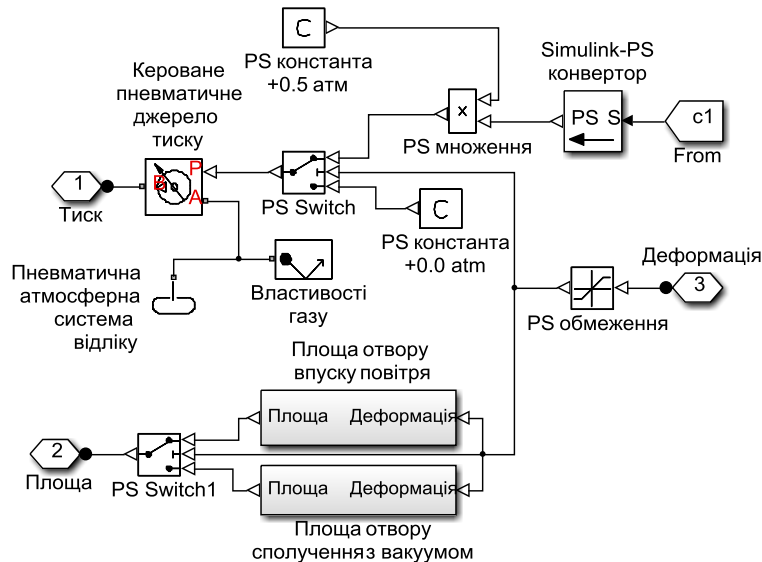 C
PS константа
+0.5 атм
Simulink-PS
конвертор
Кероване
пневматичне
джерело
тиску
x
PS множення
PS S
c1
From
1
Тиск
B
P
A
PS Switch
C
PS константа
+0.0 atm
Пневматична
атмосферна
система
відліку
Властивості
газу
Деформація
3
PS обмеження
Площа отвору
впуску повітря
Площа Деформація
2
Площа
PS Switch1
Площа Деформація
Площа отвору
сполучення з вакуумом